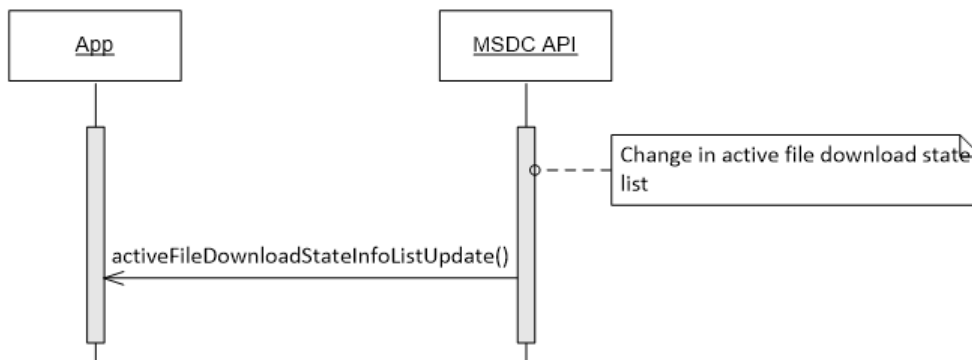 App
MSDC API
Change in active file download state
list
activeFileDownloadStateInfoListUpdate()